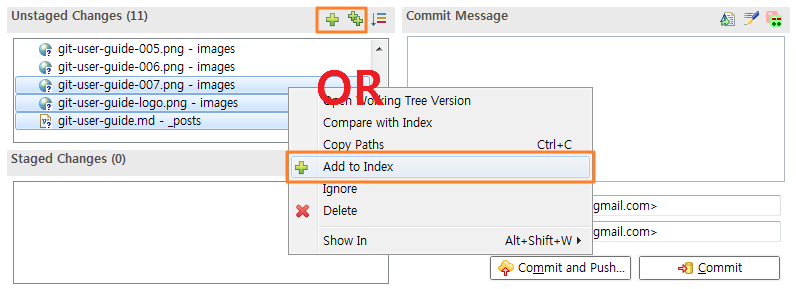 Unstaged Changes (11)
Commit Message
git-user-guide-005.png - images
git-user-guide-006.png - images
git-user-guide-007.png - images
git-user-guide-logo.png - images
git-user-guide.md - _posts
OR
Open Working Tree Version
Compare with Index
Copy Paths Ctrl+C
Add to Index
Ignore
Delete
Show In Alt+Shift+W
Staged Changes (0)
gmail.com>
gmail.com>
Commit and Push...
Commit